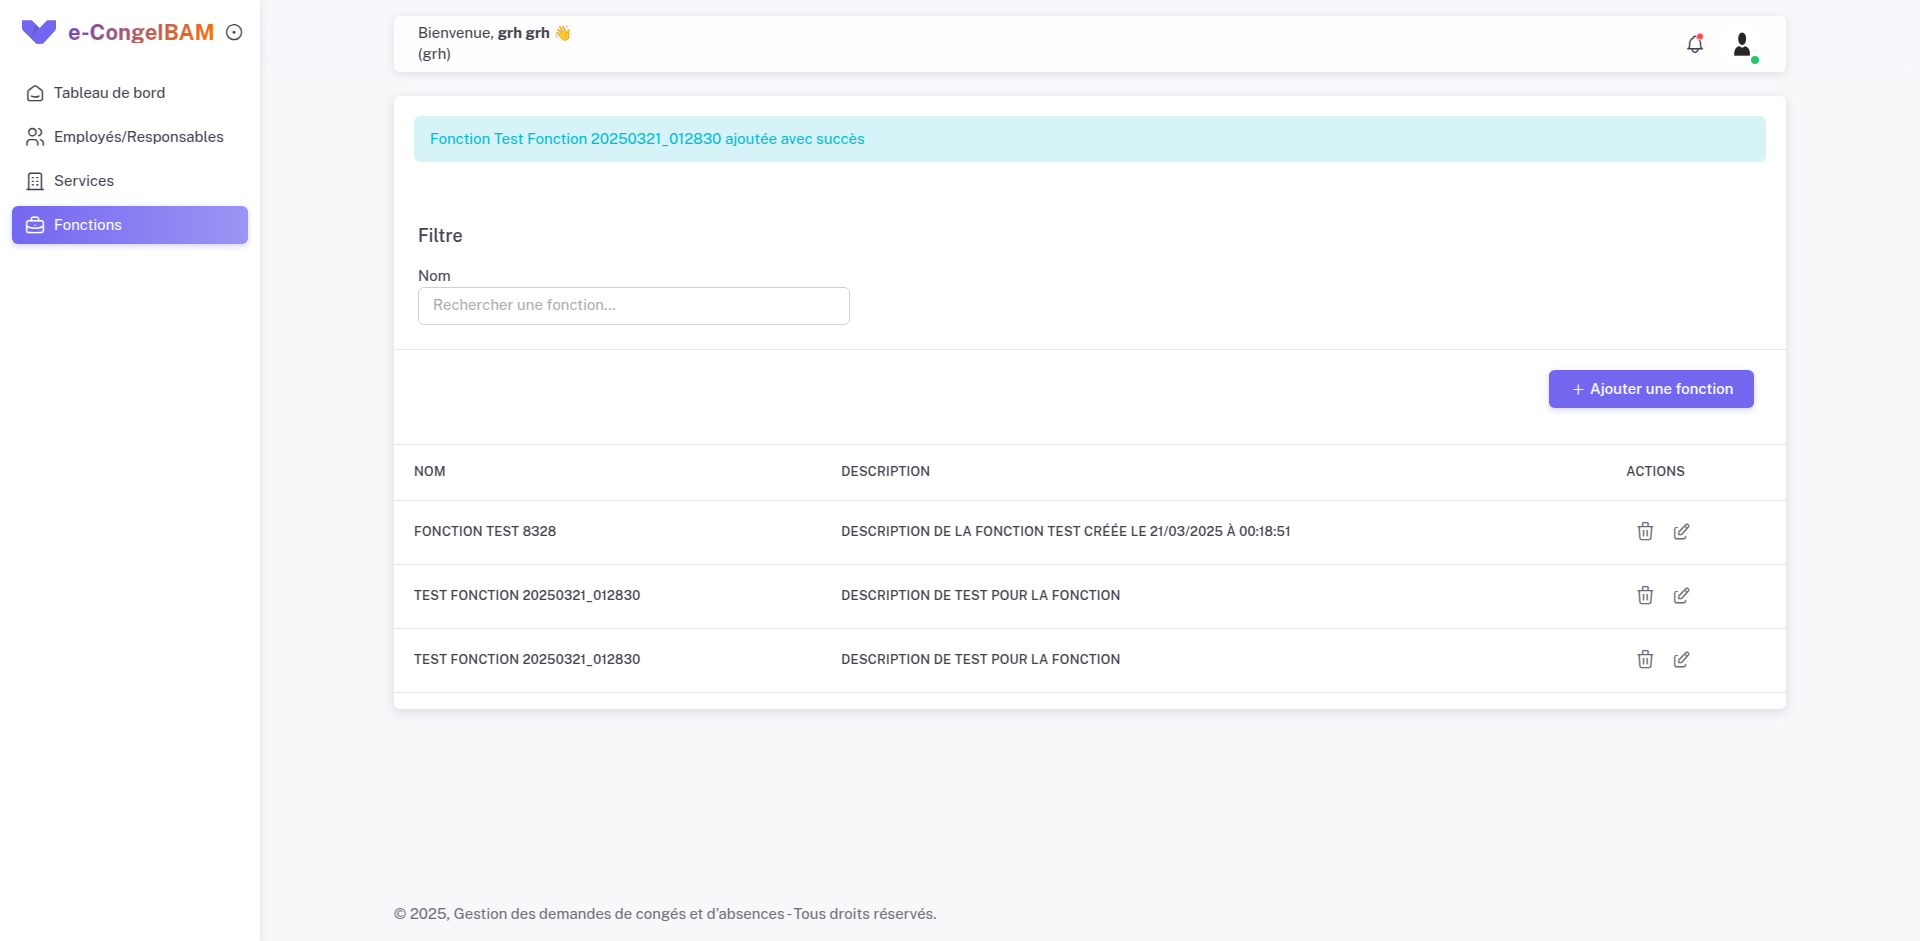 e-CongelBAM
Tableau de bord
Employés/Responsables
Services
Fonctions
Bienvenue, grh grh 👋
(grh)
Fonction Test Fonction 20250321_012830 ajoutée avec succès
Filtre
Nom
Rechercher une fonction...
+ Ajouter une fonction
NOM DESCRIPTION ACTIONS
FONCTION TEST 8328 DESCRIPTION DE LA FONCTION TEST CRÉÉE LE 21/03/2025 À 00:18:51
TEST FONCTION 20250321_012830 DESCRIPTION DE TEST POUR LA FONCTION
TEST FONCTION 20250321_012830 DESCRIPTION DE TEST POUR LA FONCTION
© 2025, Gestion des demandes de congés et d'absences - Tous droits réservés.